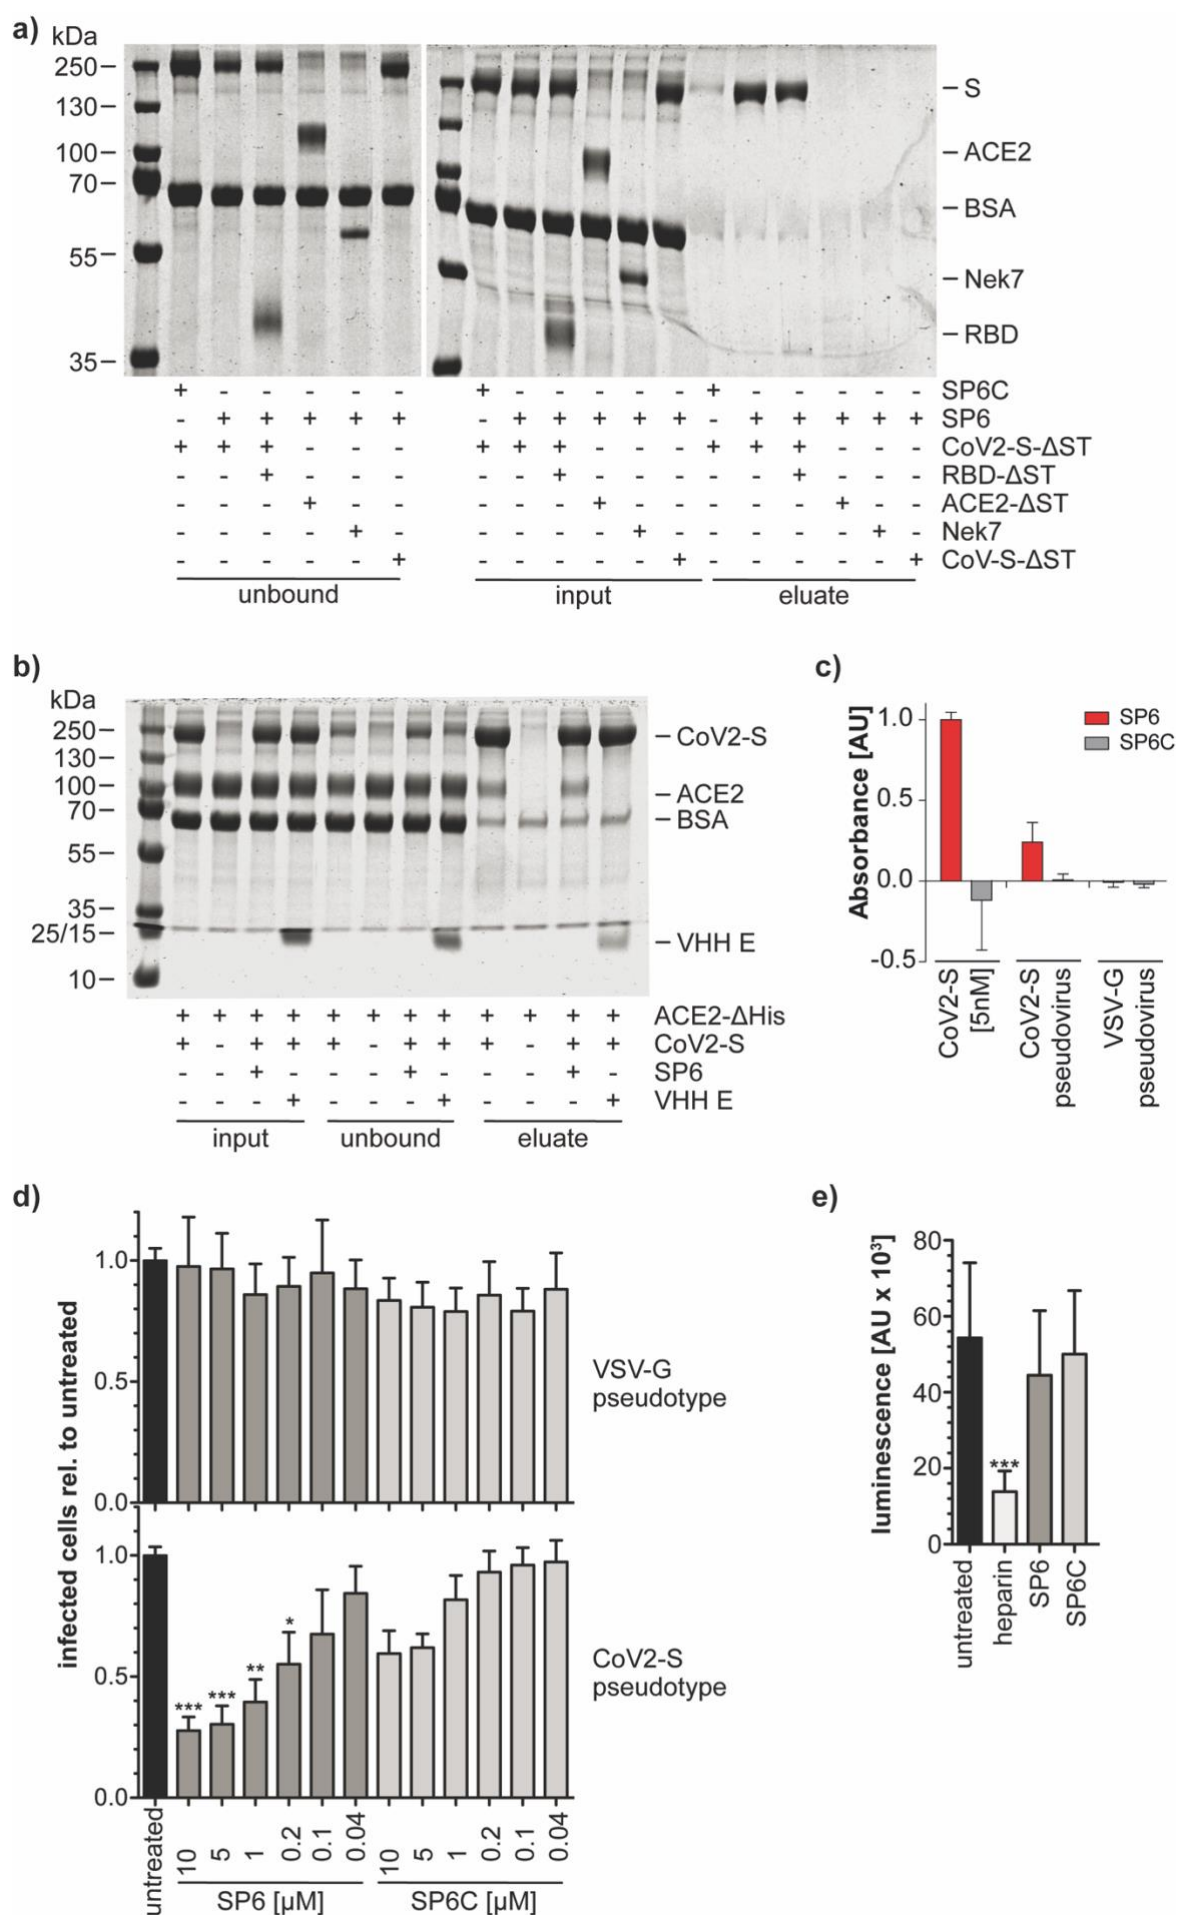 a)
kDa
250
130
100
70
55
35
S
ACE2
BSA
Nek7
RBD
+ - - - - - + - - - - - + - - - - - SP6C
- + + + + + - + + + + + - + + + + + SP6
+ + + - - - + + + - - - + + + - - - CoV2-S-ΔST
- - + - - - - - + - - - - - + - - - RBD-ΔST
- - - + - - - - - + - - - - - + - - ACE2-ΔST
- - - - + - - - - - + - - - - - + - Nek7
- - - - - + - - - - - + - - - - - + CoV-S-ΔST
unbound input eluate
b)
kDa
250
130
100
70
55
35
25/15
10
CoV2-S
ACE2
BSA
VHH E
+ + + + + + + + + + + + ACE2-ΔHis
+ - + + + - + + + - + + CoV2-S
- - + - - - + - - - + - SP6
- - - + - - - + - - - + VHH E
input unbound eluate
c)
Absorbance [AU]
1.0
0.5
0.0
-0.5
SP6
SP6C
CoV2-S
[5nM]
CoV2-S
pseudovirus
VSV-G
pseudovirus
d)
infected cells rel. to untreated
1.0
0.5
0.0
VSV-G
pseudotype
1.0
0.5
0.0
*** *** ** *
CoV2-S
pseudotype
untreated 10 5 1 0.2 0.1 0.04 10 5 1 0.2 0.1 0.04
SP6 [µM] SP6C [µM]
e)
luminescence [AU x 10³]
80
60
40
20
0
***
untreated
heparin
SP6
SP6C